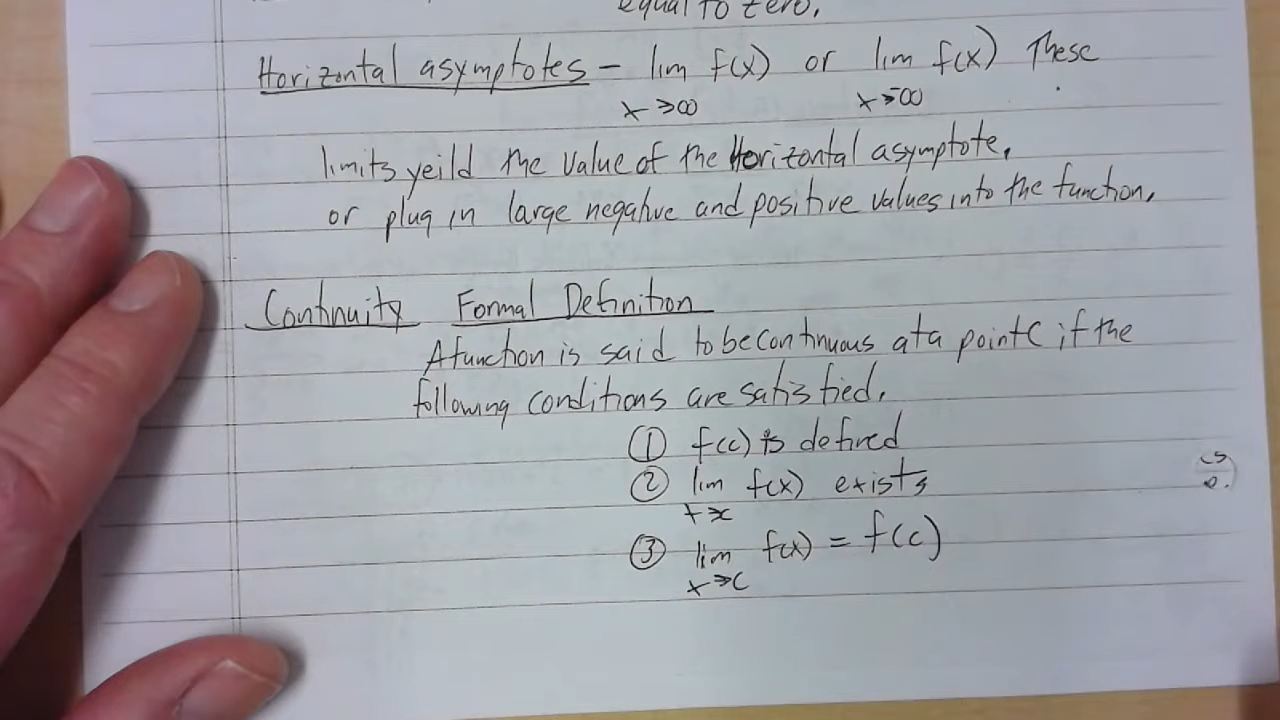 equal to zero.
Horizontal asymptotes - lim f(x) or lim f(x) These
x→∞ x→-∞
limits yeild the value of the Horizontal asymptote,
or plug in large negative and positive values into the function.
Continuity Formal Definition
A function is said to be continuous at a point C if the
following conditions are satisfied.
① f(c) is defined
② lim f(x) exists
x→c
③ lim f(x) = f(c)
x→c